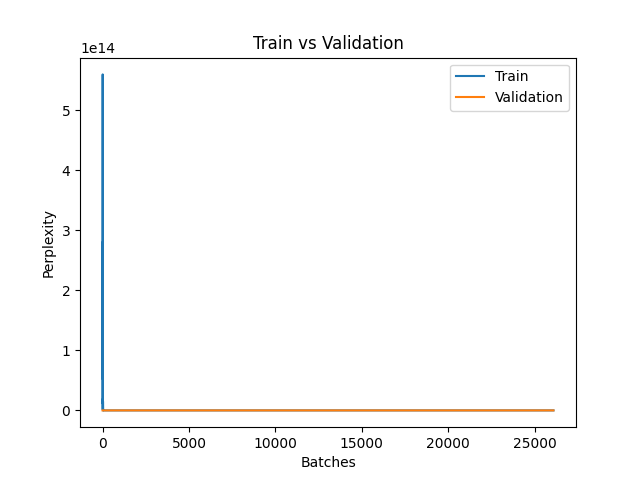 Train vs Validation
1e14
Train
Validation
5
4
3
2
1
0
Perplexity
0 5000 10000 15000 20000 25000
Batches